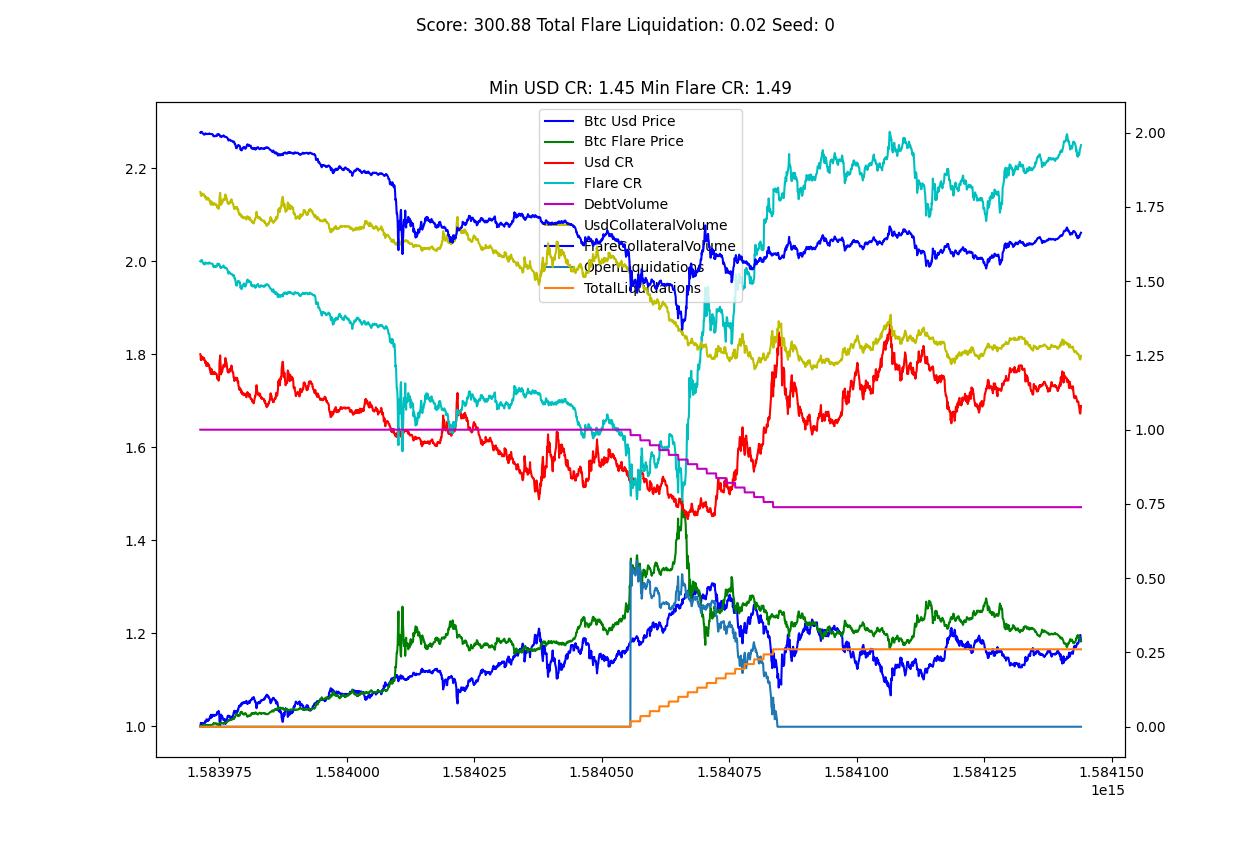 Score: 300.88 Total Flare Liquidation: 0.02 Seed: 0
Min USD CR: 1.45 Min Flare CR: 1.49
Btc Usd Price
Btc Flare Price
Usd CR
Flare CR
DebtVolume
UsdCollateralVolume
FlareCollateralVolume
OpenLiquidations
TotalLiquidations
2.2
2.0
1.8
1.6
1.4
1.2
1.0
2.00
1.75
1.50
1.25
1.00
0.75
0.50
0.25
0.00
1.583975 1.584000 1.584025 1.584050 1.584075 1.584100 1.584125 1.584150
1e15